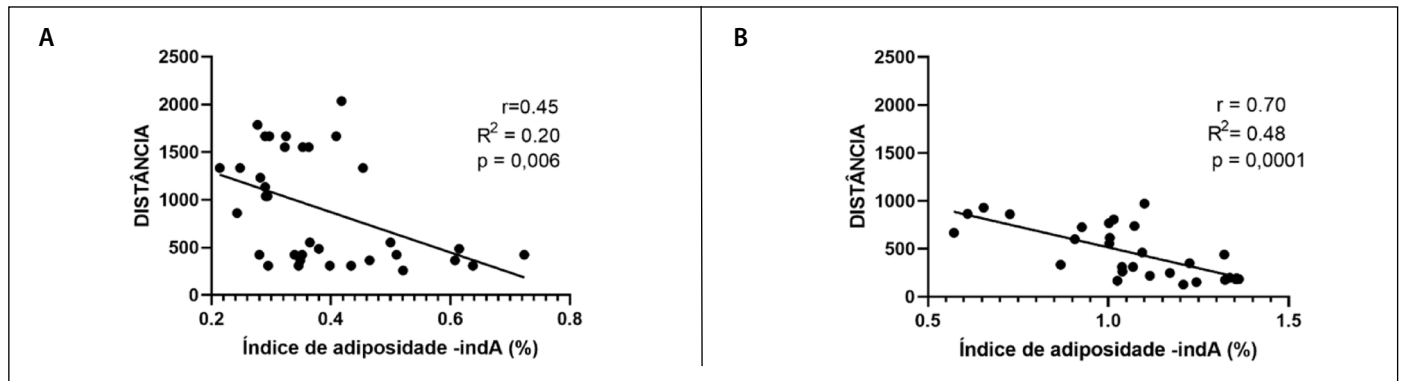 A
2500
2000
1500
1000
500
0
DISTÂNCIA
r=0.45
R² = 0.20
p = 0,006
0.2 0.4 0.6 0.8
Índice de adiposidade -indA (%)
B
2500
2000
1500
1000
500
0
DISTÂNCIA
r = 0.70
R²= 0.48
p = 0,0001
0.5 1.0 1.5
Índice de adiposidade -indA (%)